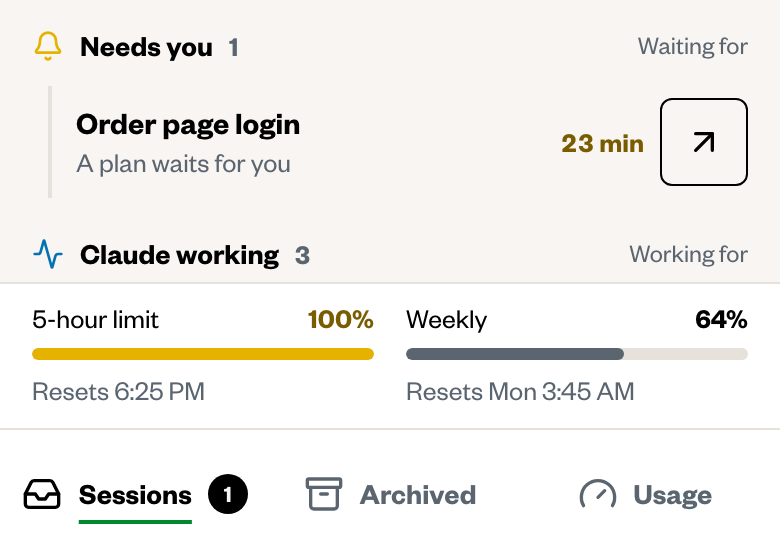 Needs you 1 Waiting for
Order page login
A plan waits for you
23 min
Claude working 3 Working for
5-hour limit 100%
Resets 6:25 PM
Weekly 64%
Resets Mon 3:45 AM
Sessions 1 Archived Usage